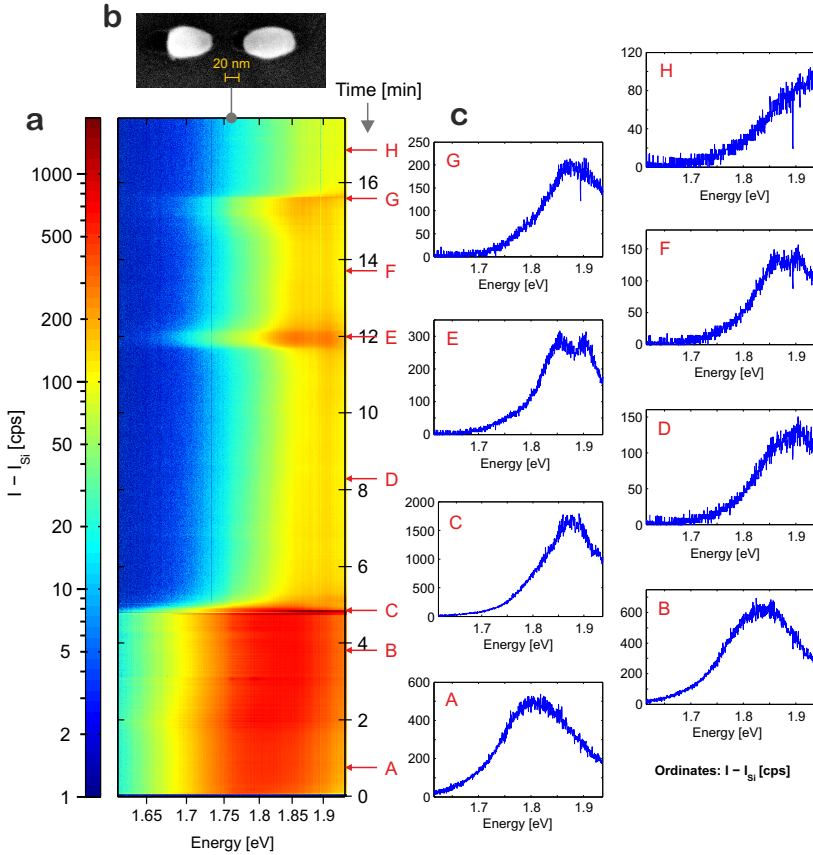 b
20 nm
a
Time [min]
I − I_Si [cps]
1000
500
200
100
50
20
10
5
2
1
16
14
12
10
8
6
4
2
0
H
G
F
E
D
C
B
A
1.65 1.7 1.75 1.8 1.85 1.9
Energy [eV]
c
G
250
200
150
100
50
0
1.7 1.8 1.9
Energy [eV]
E
300
200
100
0
1.7 1.8 1.9
Energy [eV]
C
2000
1500
1000
500
0
1.7 1.8 1.9
Energy [eV]
A
600
400
200
0
1.7 1.8 1.9
Energy [eV]
H
120
80
40
0
1.7 1.8 1.9
Energy [eV]
F
150
100
50
0
1.7 1.8 1.9
Energy [eV]
D
150
100
50
0
1.7 1.8 1.9
Energy [eV]
B
600
400
200
0
1.7 1.8 1.9
Energy [eV]
Ordinates: I − I_Si [cps]